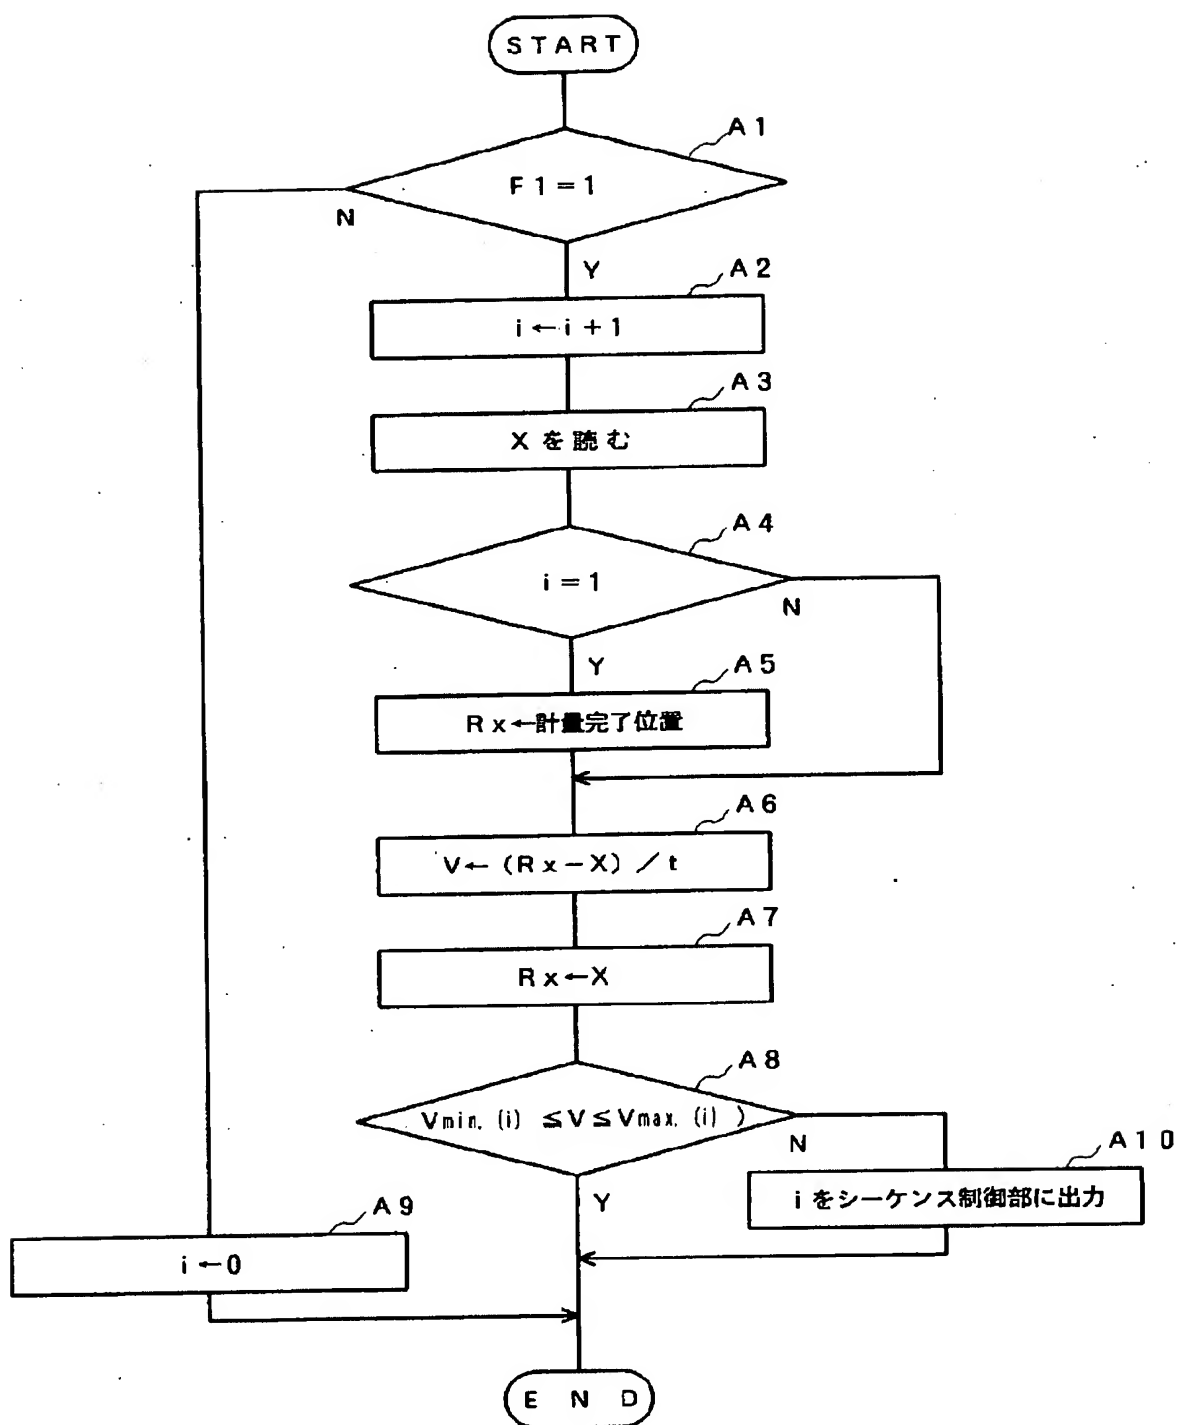 START
A1
F1=1
N
Y
A2
i←i+1
A3
Xを読む
A4
i=1
N
Y
A5
Rx←計量完了位置
A6
V←(Rx-X)/t
A7
Rx←X
A8
Vmin.(i) ≦V≦Vmax.(i) )
N
A10
Y
iをシーケンス制御部に出力
A9
i←0
END